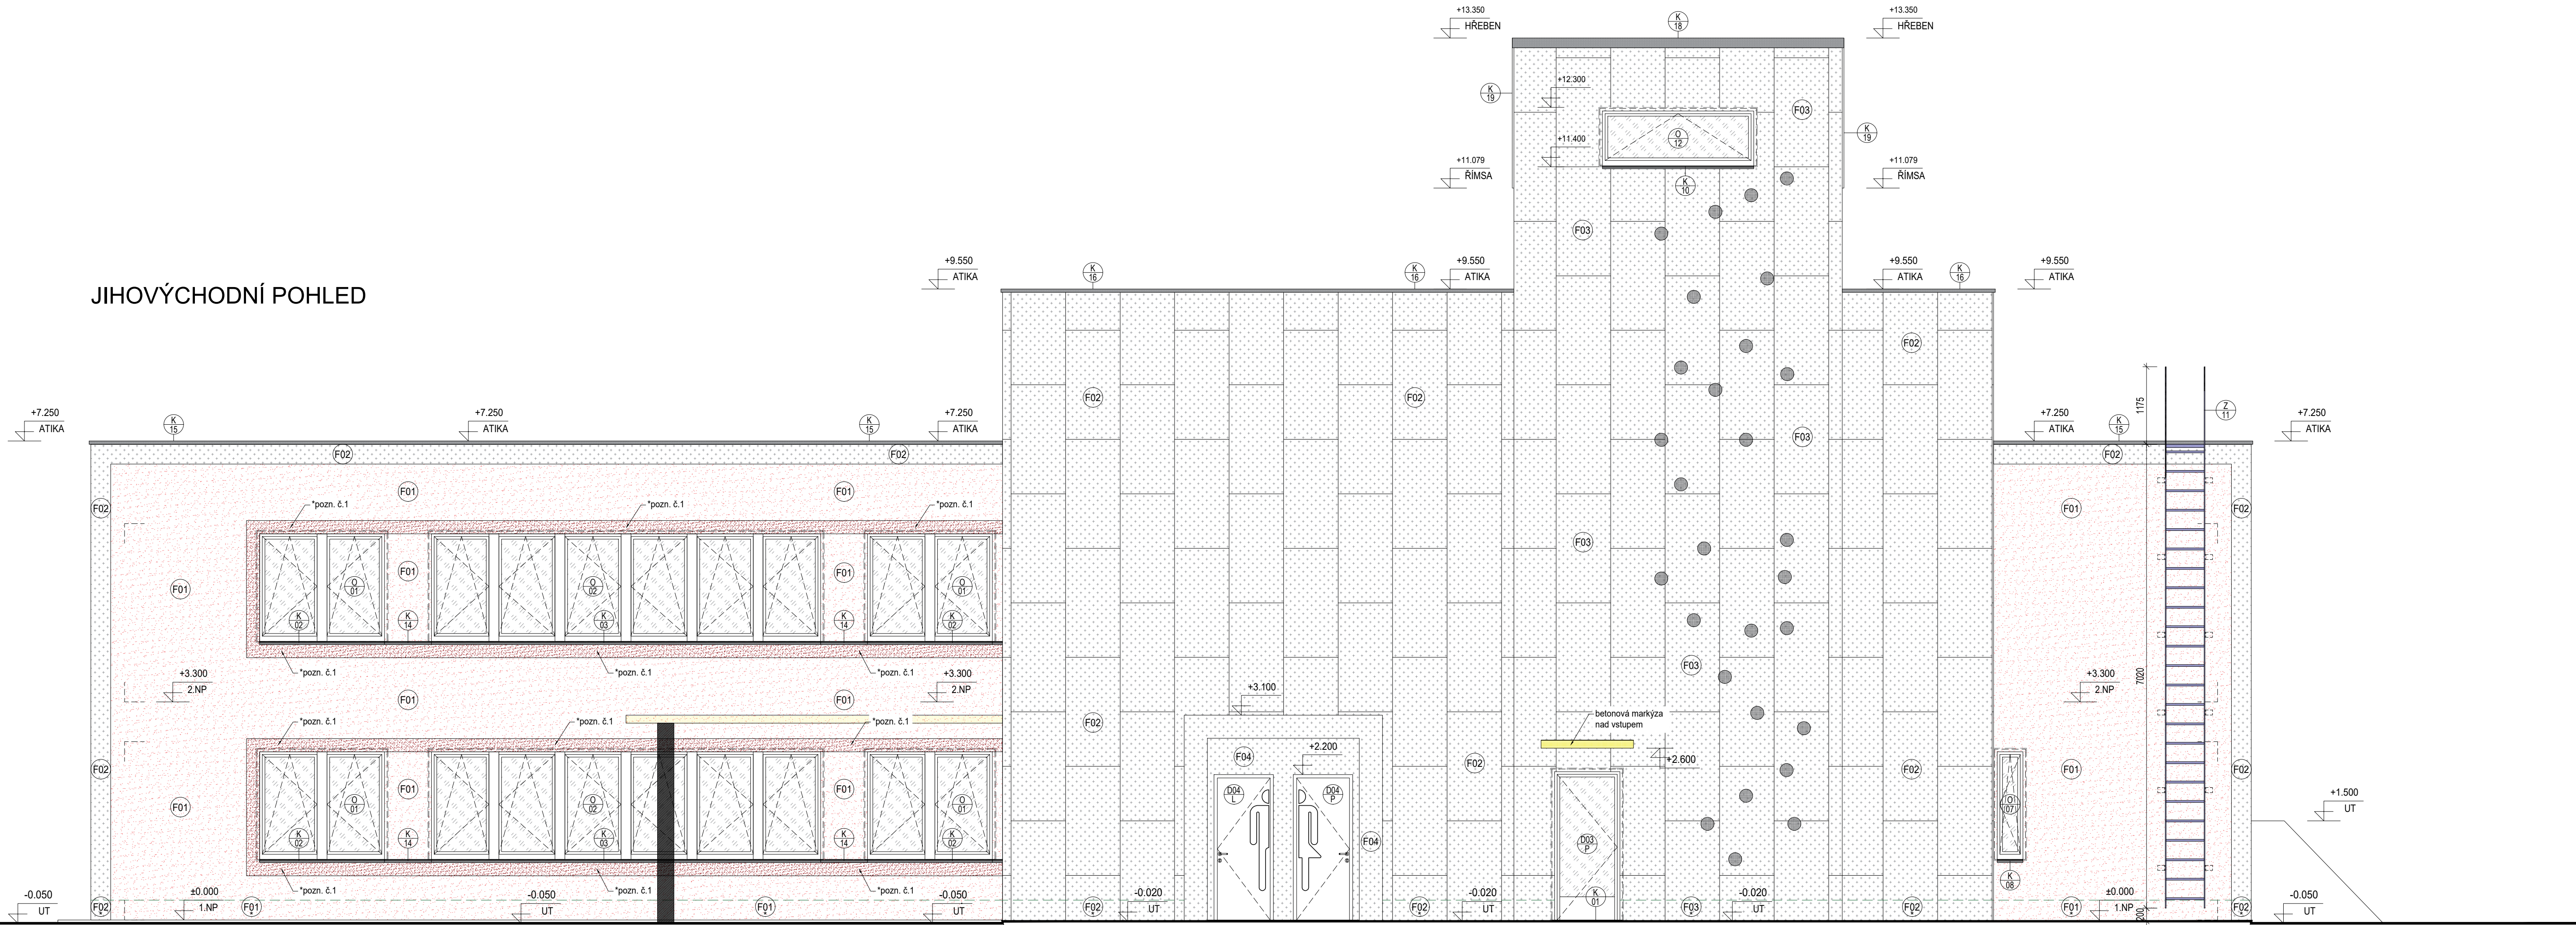 +13.350
HŘEBEN
K
18
+13.350
HŘEBEN
+12.300
K
19
F03
O
12
K
19
+11.400
+11.079
ŘÍMSA
+11.079
ŘÍMSA
K
10
F03
JIHOVÝCHODNÍ POHLED
+9.550
ATIKA
K
16
K
16
+9.550
ATIKA
+9.550
ATIKA
K
16
+9.550
ATIKA
F02
F02
F02
1175
Z
11
+7.250
ATIKA
K
15
+7.250
ATIKA
K
15
+7.250
ATIKA
F03
+7.250
ATIKA
K
15
+7.250
ATIKA
F02
F02
F02
F01
F01
F02
*pozn. č.1
*pozn. č.1
*pozn. č.1
F01
F02
F03
F01
F01
F01
O
01
O
02
O
01
K
02
K
14
K
03
K
14
K
02
*pozn. č.1
*pozn. č.1
*pozn. č.1
F03
+3.300
2.NP
+3.300
2.NP
+3.300
2.NP
7020
F01
F01
+3.100
*pozn. č.1
*pozn. č.1
*pozn. č.1
F02
betonová markýza
nad vstupem
+2.200
F04
F02
+2.600
F02
F01
F02
F02
F01
F01
F01
O
01
O
02
O
01
D04
L
D04
P
O
07
+1.500
UT
K
02
K
14
K
03
K
14
K
02
F04
D03
P
*pozn. č.1
*pozn. č.1
*pozn. č.1
K
08
-0.050
UT
F02
±0.000
1.NP
F01
-0.050
UT
F01
-0.050
UT
F02
-0.020
UT
F02
-0.020
UT
K
01
F03
-0.020
UT
F02
F01
±0.000
1.NP
200
F02
-0.050
UT